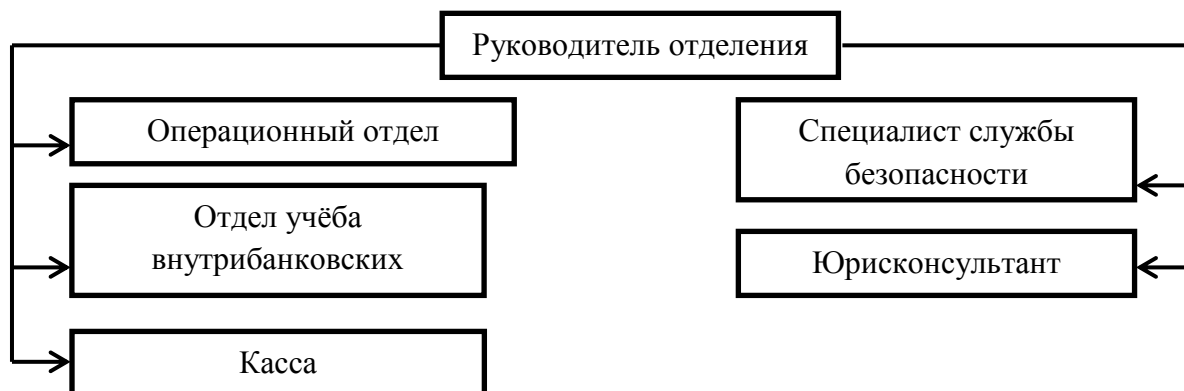 Руководитель отделения
Операционный отдел
Специалист службы
безопасности
Отдел учёба
внутрибанковских
Юрисконсультант
Касса